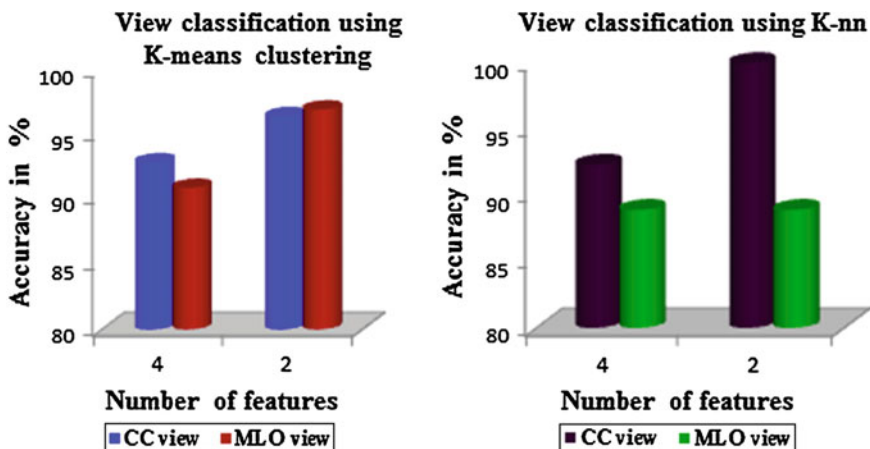 View classification using
K-means clustering
Accuracy in %
100
95
90
85
80
4 2
Number of features
CC view MLO view
View classification using K-nn
Accuracy in %
100
95
90
85
80
4 2
Number of features
CC view MLO view